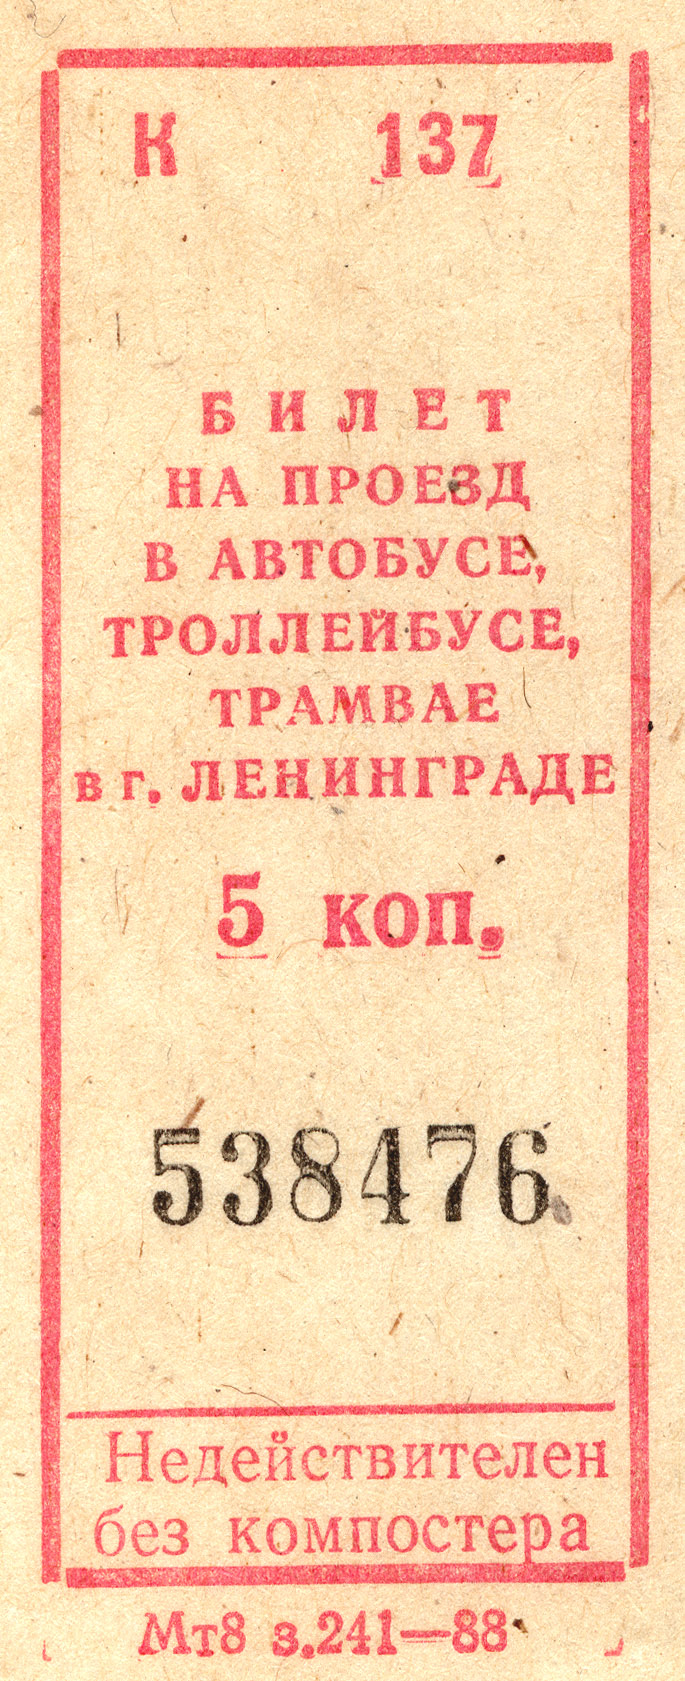 К 137
БИЛЕТ
НА ПРОЕЗД
В АВТОБУСЕ,
ТРОЛЛЕЙБУСЕ,
ТРАМВАЕ
в г. ЛЕНИНГРАДЕ
5 коп.
538476
Недействителен
без компостера
Мт8 з.241—88